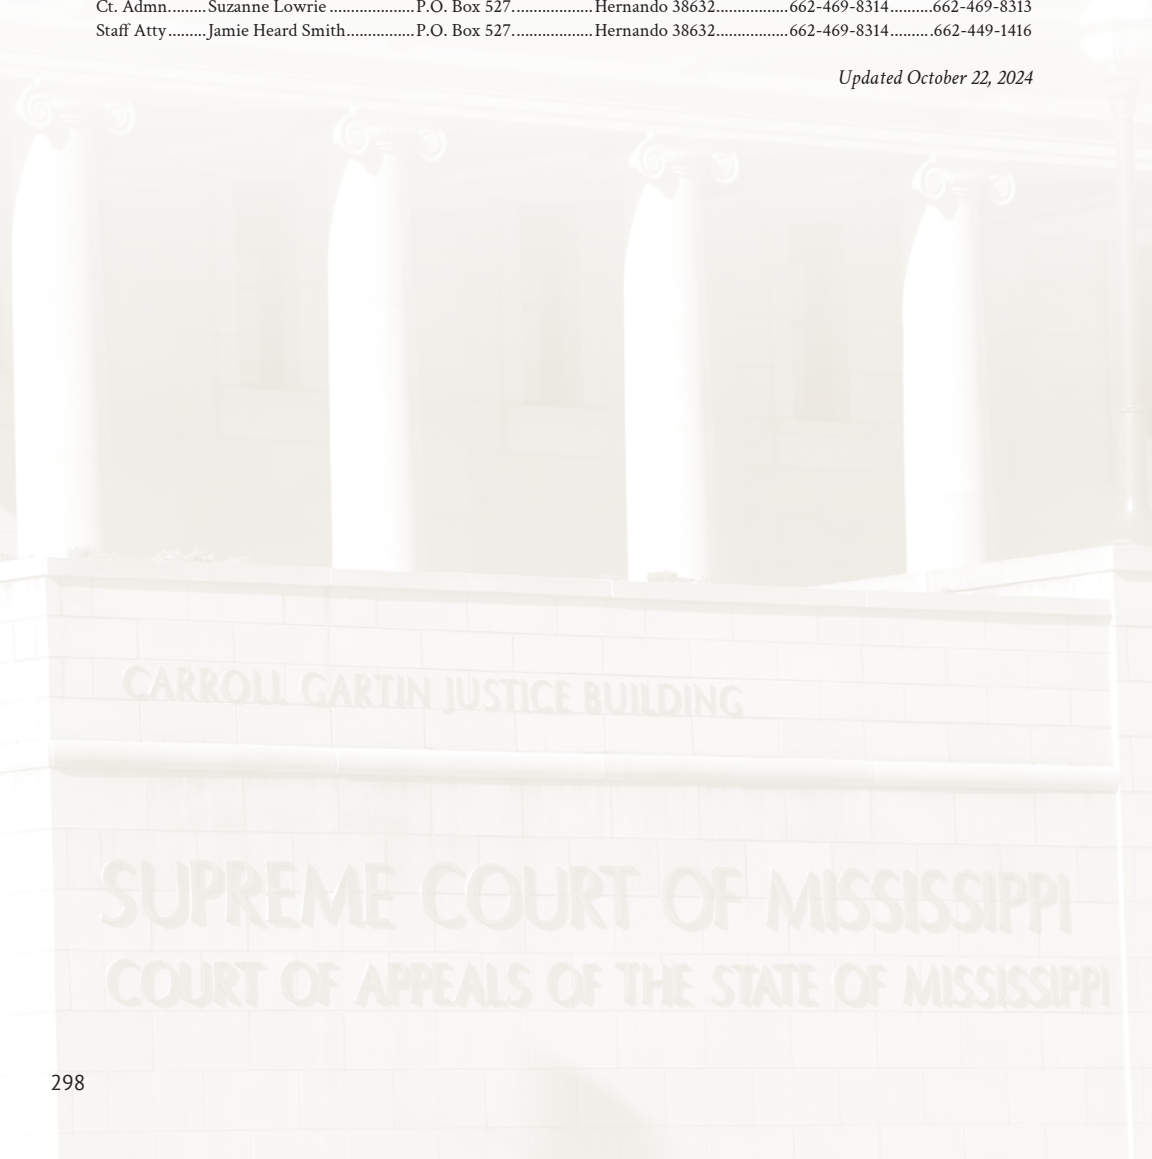 Ct. Admn.........Suzanne Lowrie ....................P.O. Box 527...................Hernando 38632.................662-469-8314..........662-469-8313
Staff Atty.........Jamie Heard Smith................P.O. Box 527...................Hernando 38632.................662-469-8314..........662-449-1416
Updated October 22, 2024
CARROLL GARTIN JUSTICE BUILDING
SUPREME COURT OF MISSISSIPPI
COURT OF APPEALS OF THE STATE OF MISSISSIPPI
298